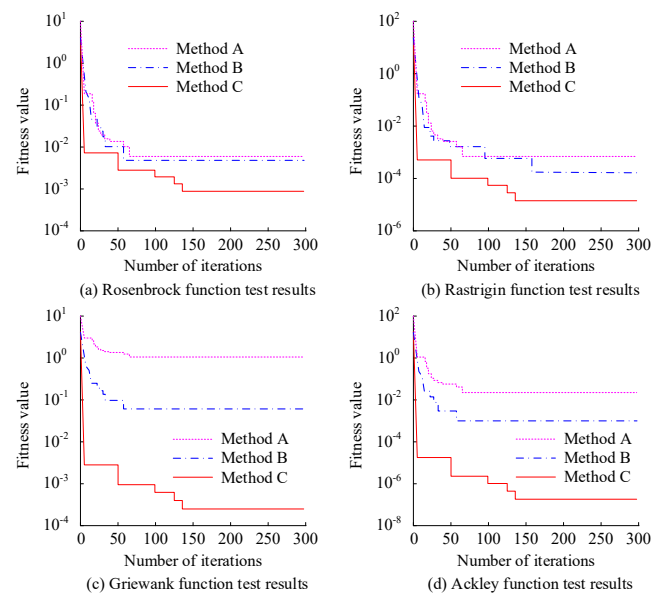 10^1
10^0
10^-1
10^-2
10^-3
10^-4
Fitness value
Method A
Method B
Method C
0 50 100 150 200 250 300
Number of iterations
(a) Rosenbrock function test results
10^2
10^0
10^-2
10^-4
10^-6
Fitness value
Method A
Method B
Method C
0 50 100 150 200 250 300
Number of iterations
(b) Rastrigin function test results
10^1
10^0
10^-1
10^-2
10^-3
10^-4
Fitness value
Method A
Method B
Method C
0 50 100 150 200 250 300
Number of iterations
(c) Griewank function test results
10^2
10^0
10^-2
10^-4
10^-6
10^-8
Fitness value
Method A
Method B
Method C
0 50 100 150 200 250 300
Number of iterations
(d) Ackley function test results